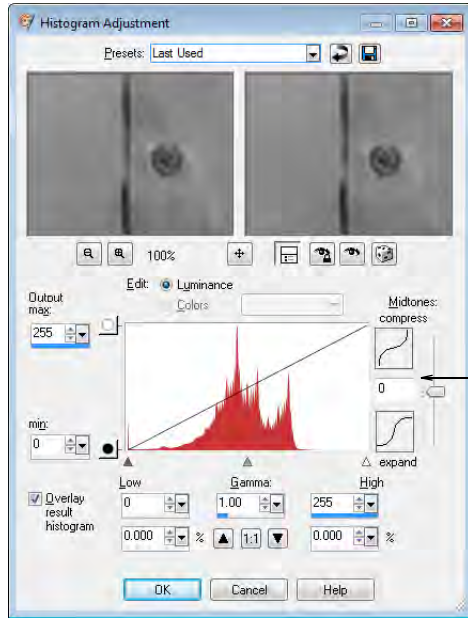 Histogram Adjustment
Presets: Last Used
100%
Edit: Luminance
Colors
Output max:
255
Midtones:
compress
0
min:
0
expand
Overlay result histogram
Low
Gamma:
High
0
1.00
255
0.000 %
1:1
0.000 %
OK
Cancel
Help